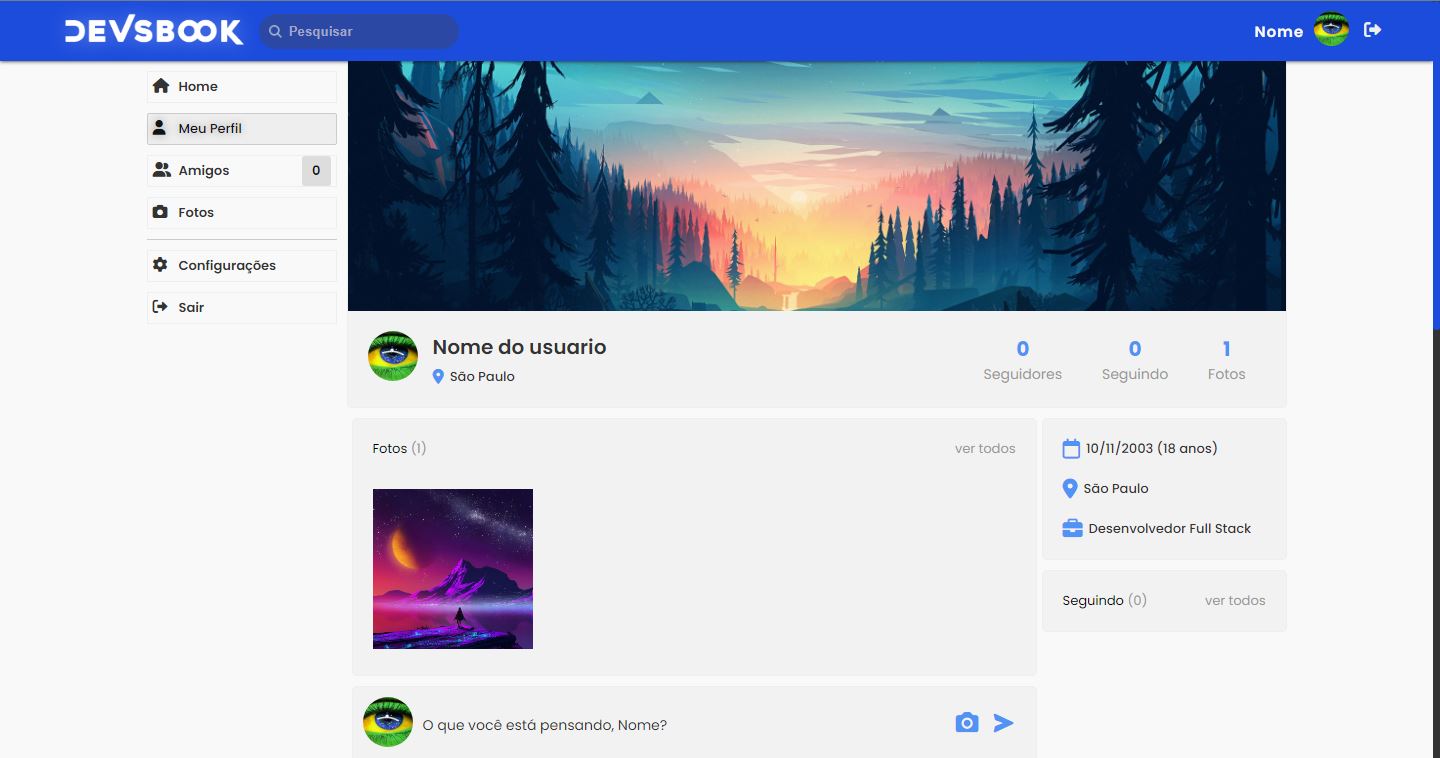 DEVSBOOK
Pesquisar
Nome
Home
Meu Perfil
Amigos 0
Fotos
Configurações
Sair
Nome do usuario
São Paulo
0 0 1
Seguidores Seguindo Fotos
Fotos (1) ver todos
10/11/2003 (18 anos)
São Paulo
Desenvolvedor Full Stack
Seguindo (0) ver todos
O que você está pensando, Nome?